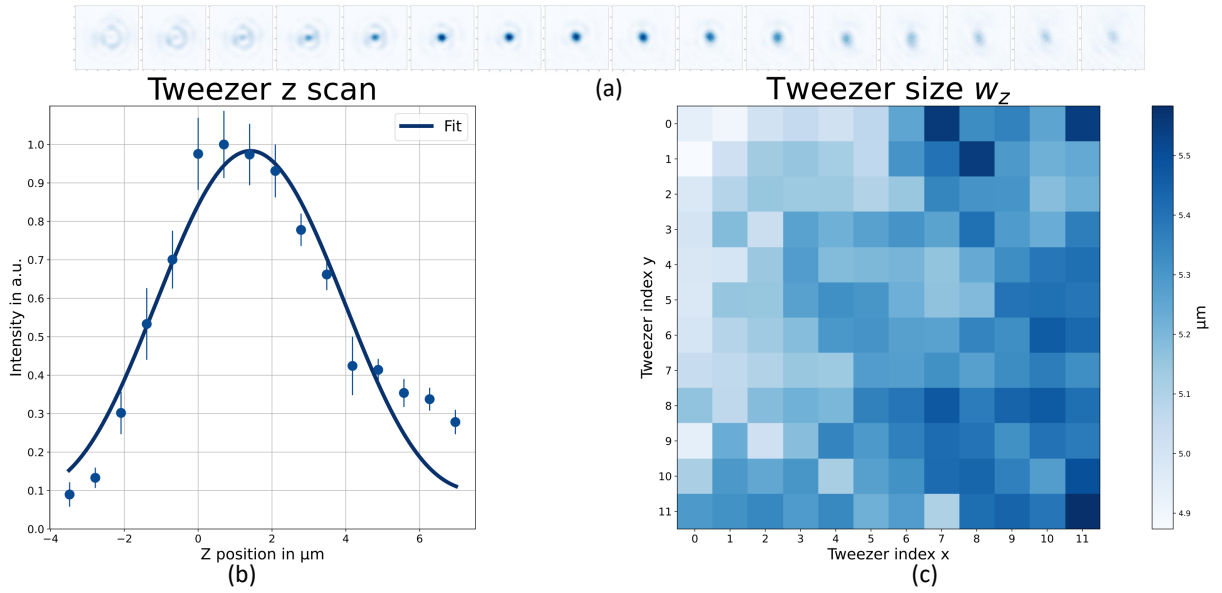 (a)
Tweezer z scan
Fit
Intensity in a.u.
1.0
0.9
0.8
0.7
0.6
0.5
0.4
0.3
0.2
0.1
0.0
−4 −2 0 2 4 6
Z position in μm
(b)
Tweezer size w_z
Tweezer index y
0
1
2
3
4
5
6
7
8
9
10
11
0 1 2 3 4 5 6 7 8 9 10 11
Tweezer index x
(c)
5.5
5.4
5.3
5.2
5.1
5.0
4.9
μm